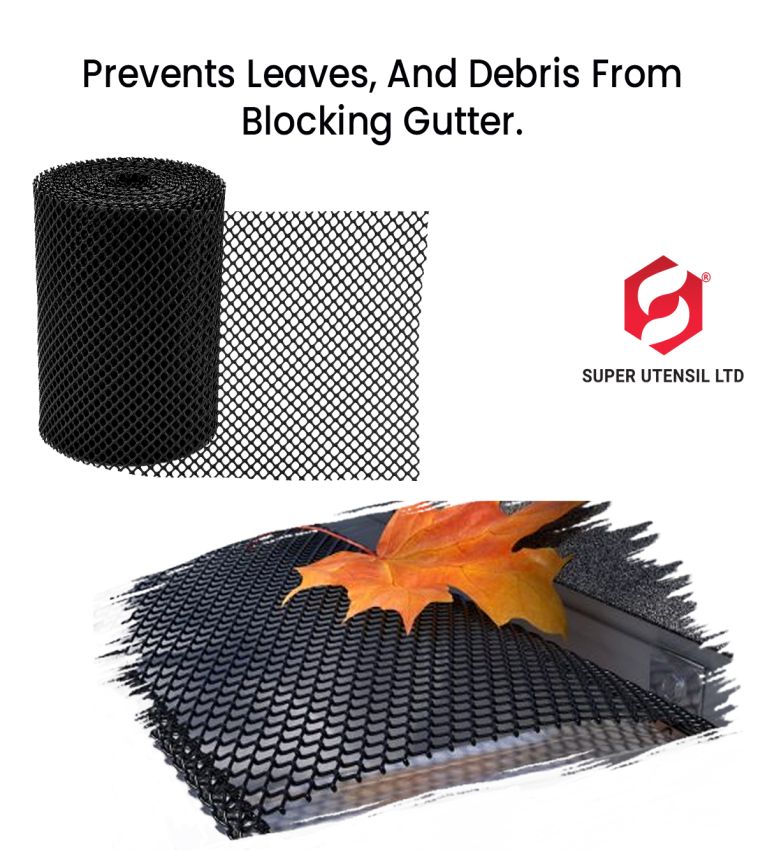 Prevents Leaves, And Debris From
Blocking Gutter.
®
SUPER UTENSIL LTD